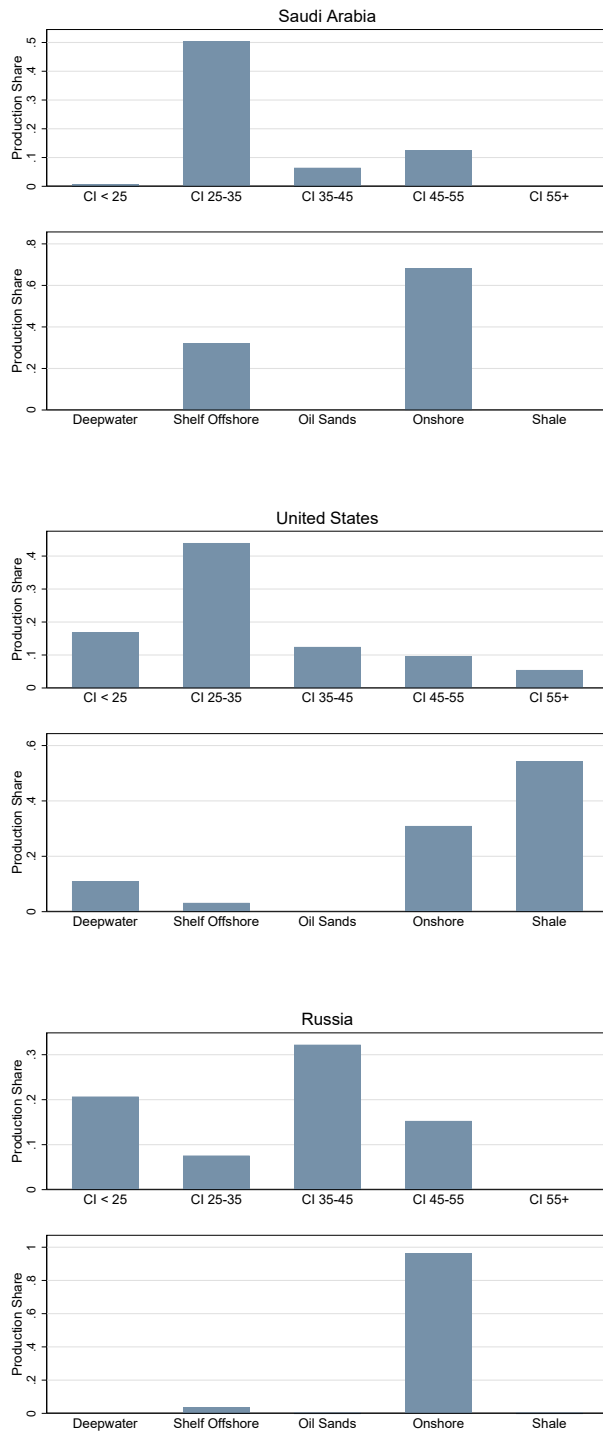 Saudi Arabia
Production Share
.5
.4
.3
.2
.1
0
CI < 25 CI 25-35 CI 35-45 CI 45-55 CI 55+
Production Share
.8
.6
.4
.2
0
Deepwater Shelf Offshore Oil Sands Onshore Shale
United States
Production Share
.4
.3
.2
.1
0
CI < 25 CI 25-35 CI 35-45 CI 45-55 CI 55+
Production Share
.6
.4
.2
0
Deepwater Shelf Offshore Oil Sands Onshore Shale
Russia
Production Share
.3
.2
.1
0
CI < 25 CI 25-35 CI 35-45 CI 45-55 CI 55+
Production Share
1
.8
.6
.4
.2
0
Deepwater Shelf Offshore Oil Sands Onshore Shale